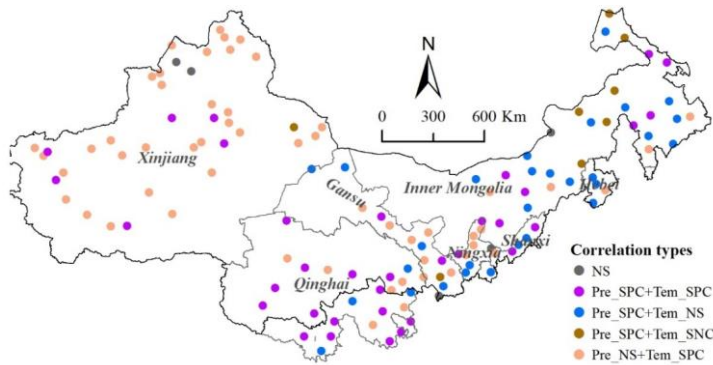 N
0 300 600 Km
Xinjiang
Gansu
Inner Mongolia
Hebei
Shanxi
Ningxia
Qinghai
Correlation types
NS
Pre_SPC+Tem_SPC
Pre_SPC+Tem_NS
Pre_SPC+Tem_SNC
Pre_NS+Tem_SPC